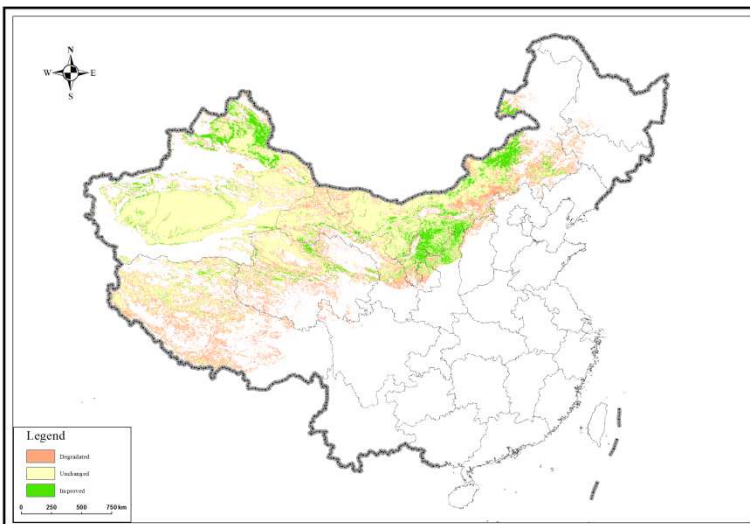 N
W E
S
Legend
Degradated
Unchanged
Improved
0 250 500 750 km